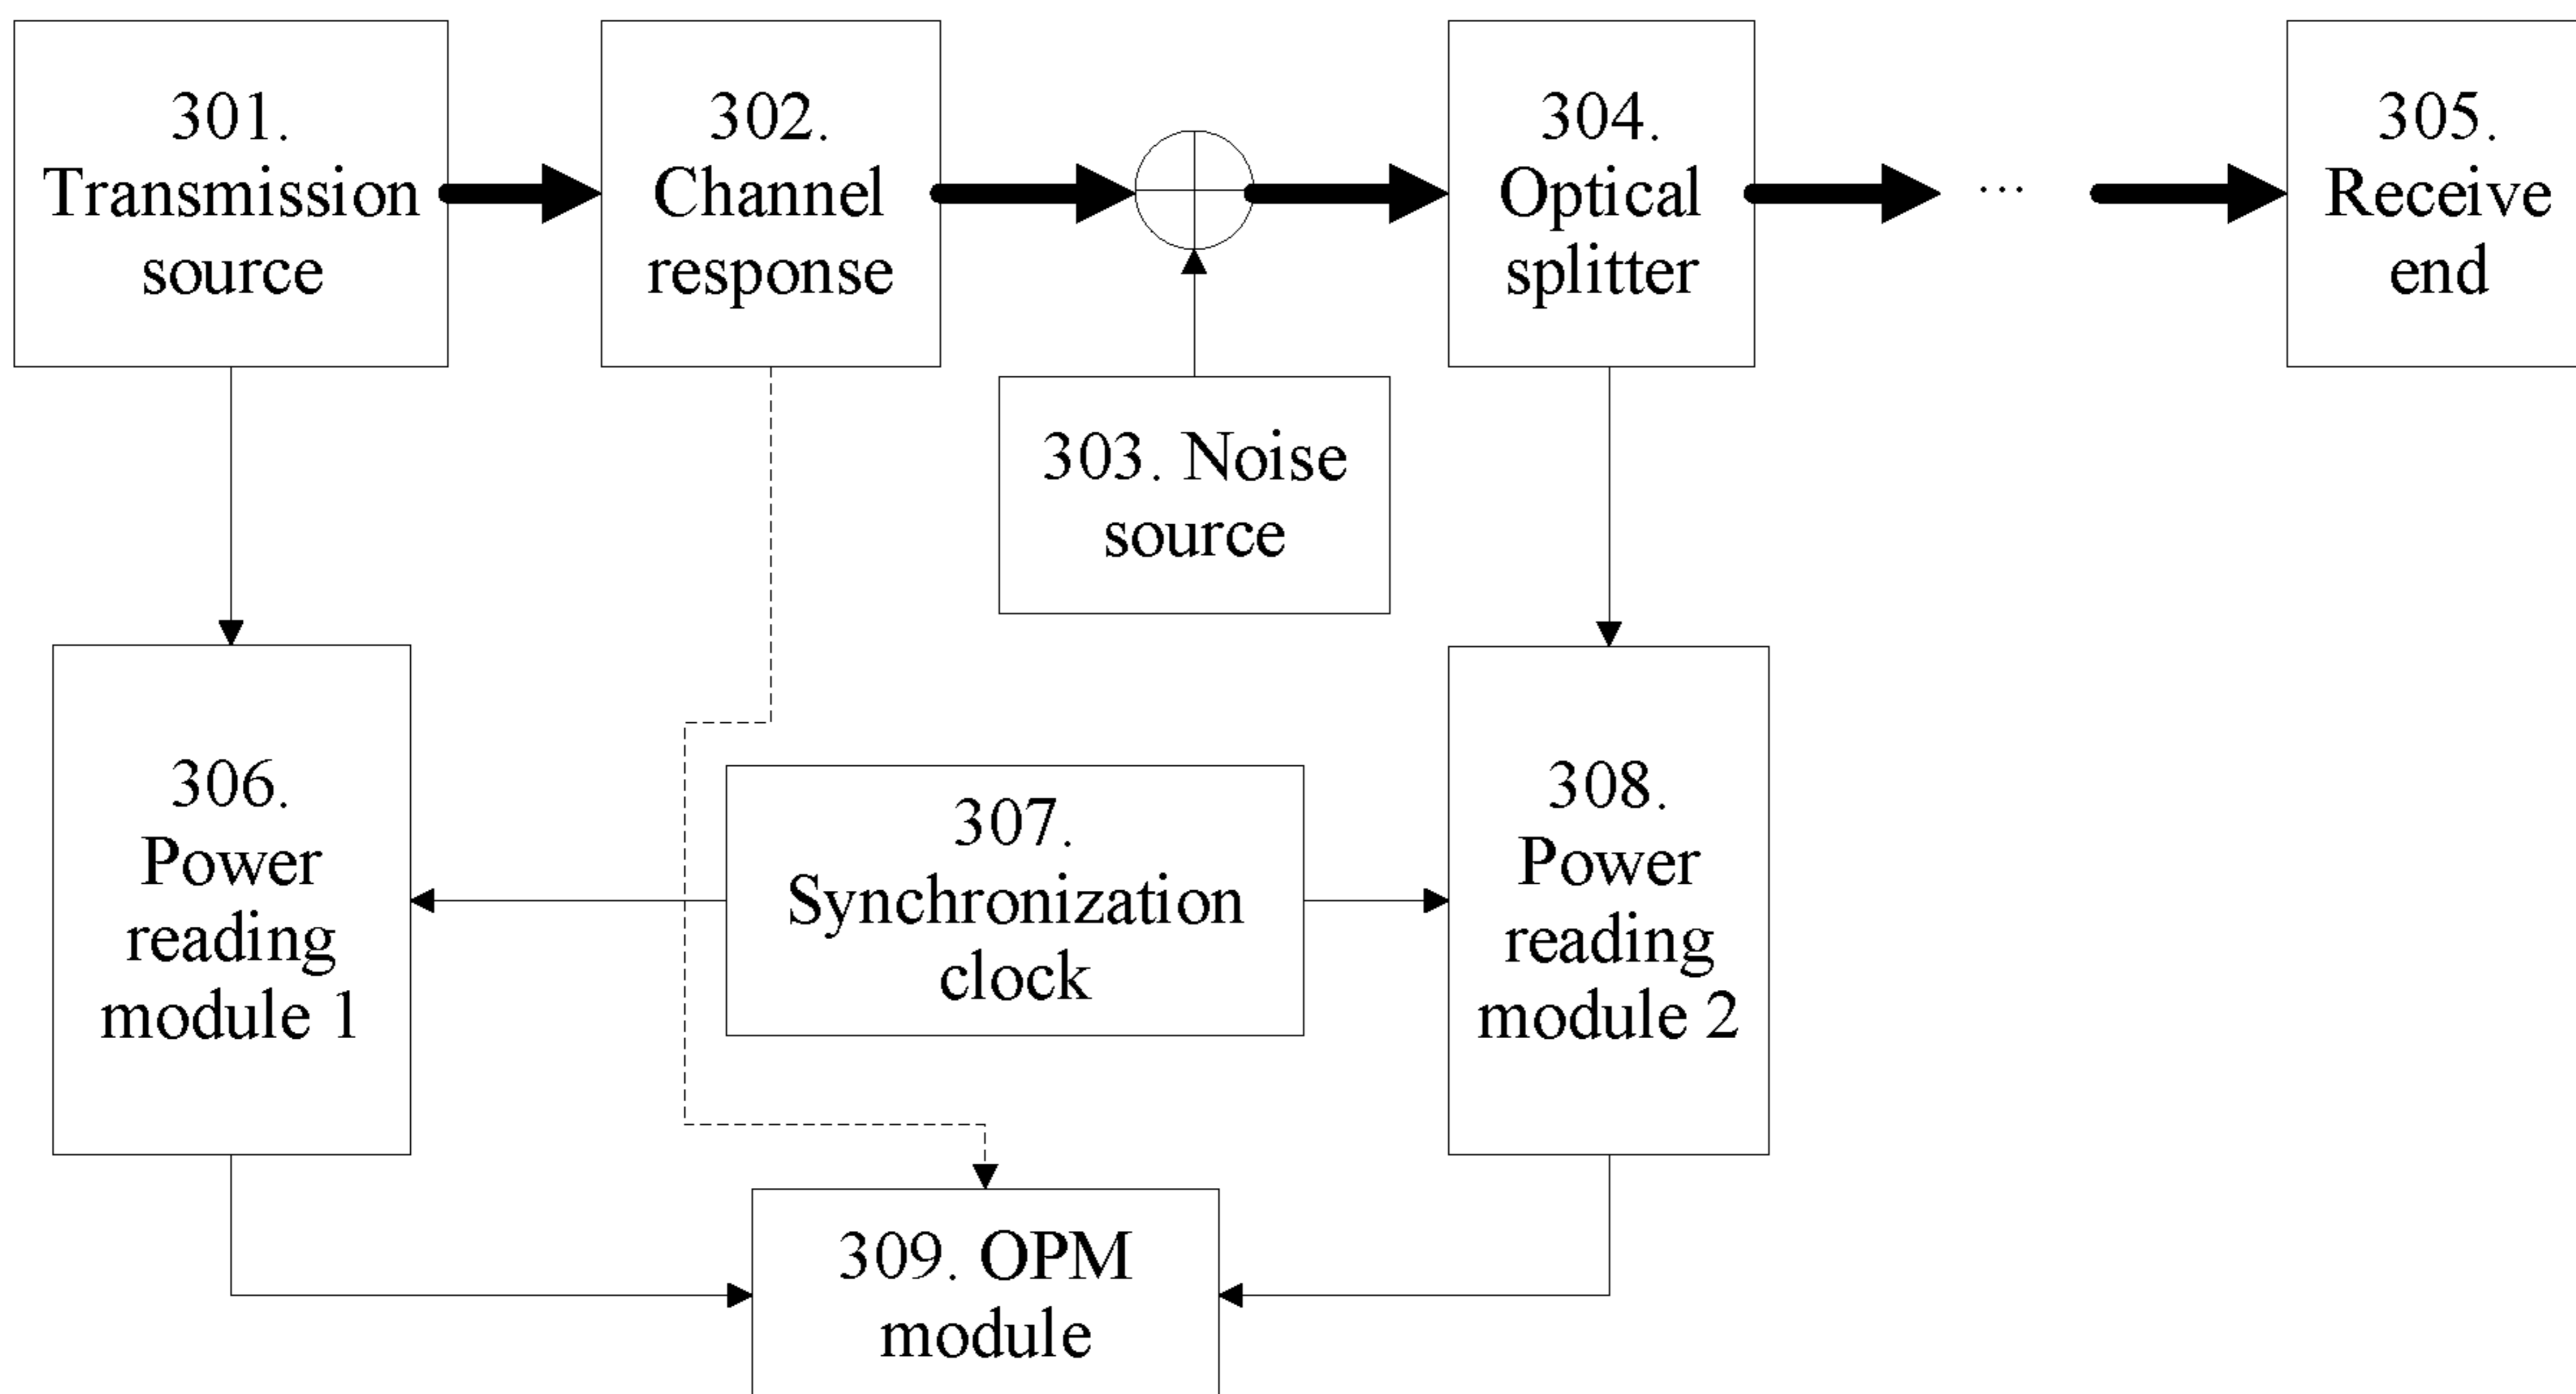 301.
Transmission
source
302.
Channel
response
304.
Optical
splitter
...
305.
Receive
end
303. Noise
source
306.
Power
reading
module 1
307.
Synchronization
clock
308.
Power
reading
module 2
309. OPM
module